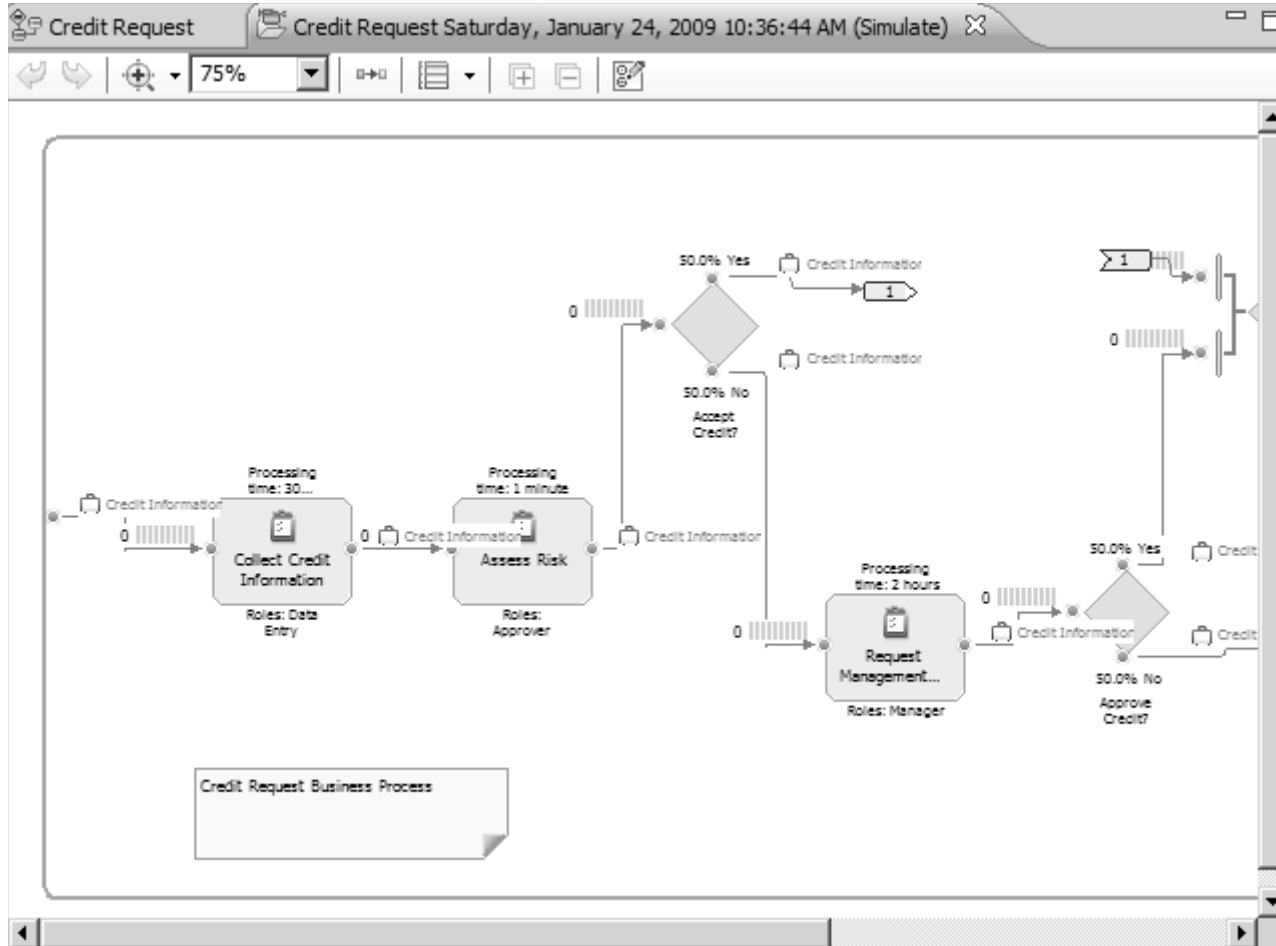 Credit Request
Credit Request Saturday, January 24, 2009 10:36:44 AM (Simulate)
75%
50.0% Yes
Credit Information
1
1
0
0
Credit Information
50.0% No
Accept
Credit?
Processing
time: 30...
Processing
time: 1 minute
Credit Information
0
Collect Credit
Information
0
Credit Information
Assess Risk
Credit Information
Roles: Data
Entry
Roles:
Approver
50.0% Yes
Credit
Processing
time: 2 hours
0
0
Request
Management...
Credit Information
Credit
Roles: Manager
50.0% No
Approve
Credit?
Credit Request Business Process